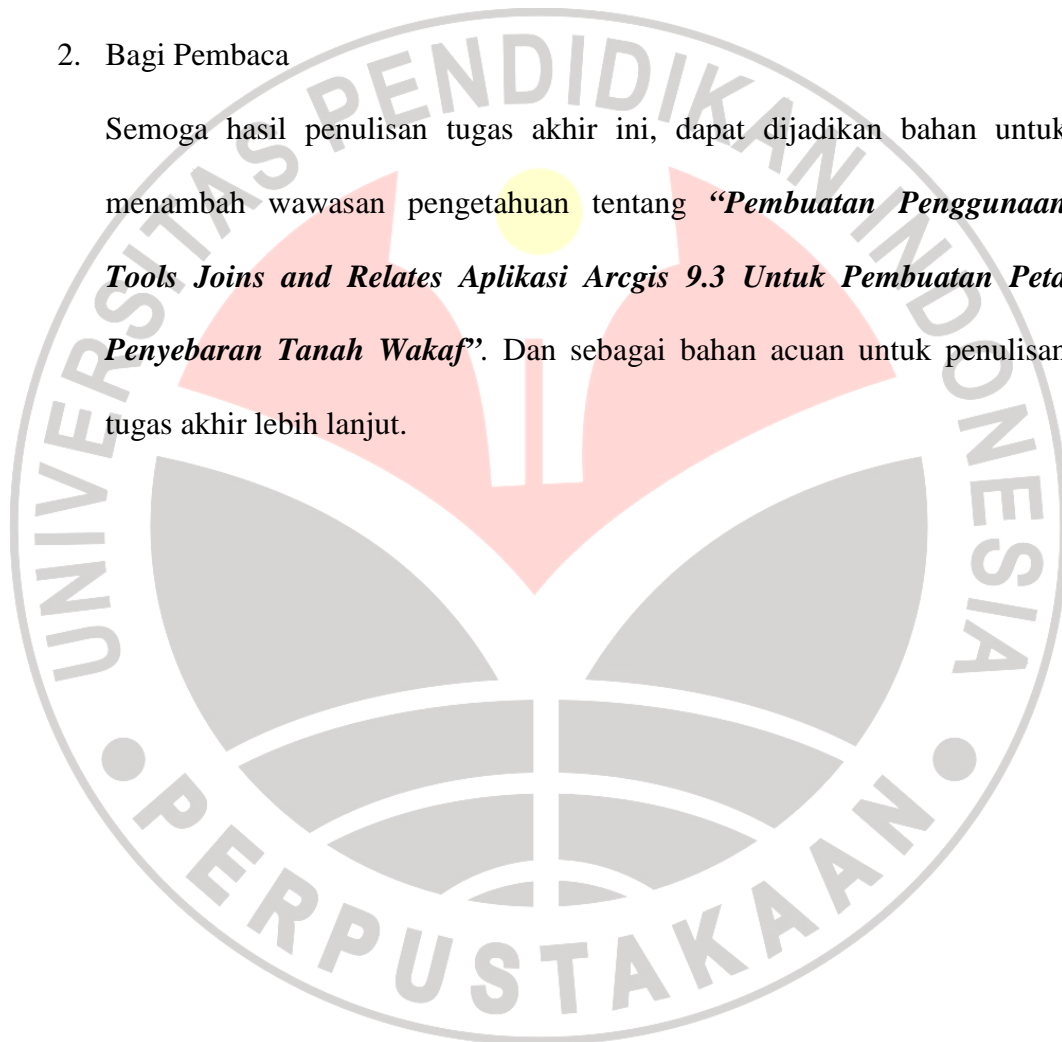 2. Bagi Pembaca
Semoga hasil penulisan tugas akhir ini, dapat dijadikan bahan untuk
menambah wawasan pengetahuan tentang “Pembuatan Penggunaan
Tools Joins and Relates Aplikasi Arcgis 9.3 Untuk Pembuatan Peta
Penyebaran Tanah Wakaf”. Dan sebagai bahan acuan untuk penulisan
tugas akhir lebih lanjut.
UNIVERSITAS PENDIDIKAN INDONESIA
PERPUSTAKAAN